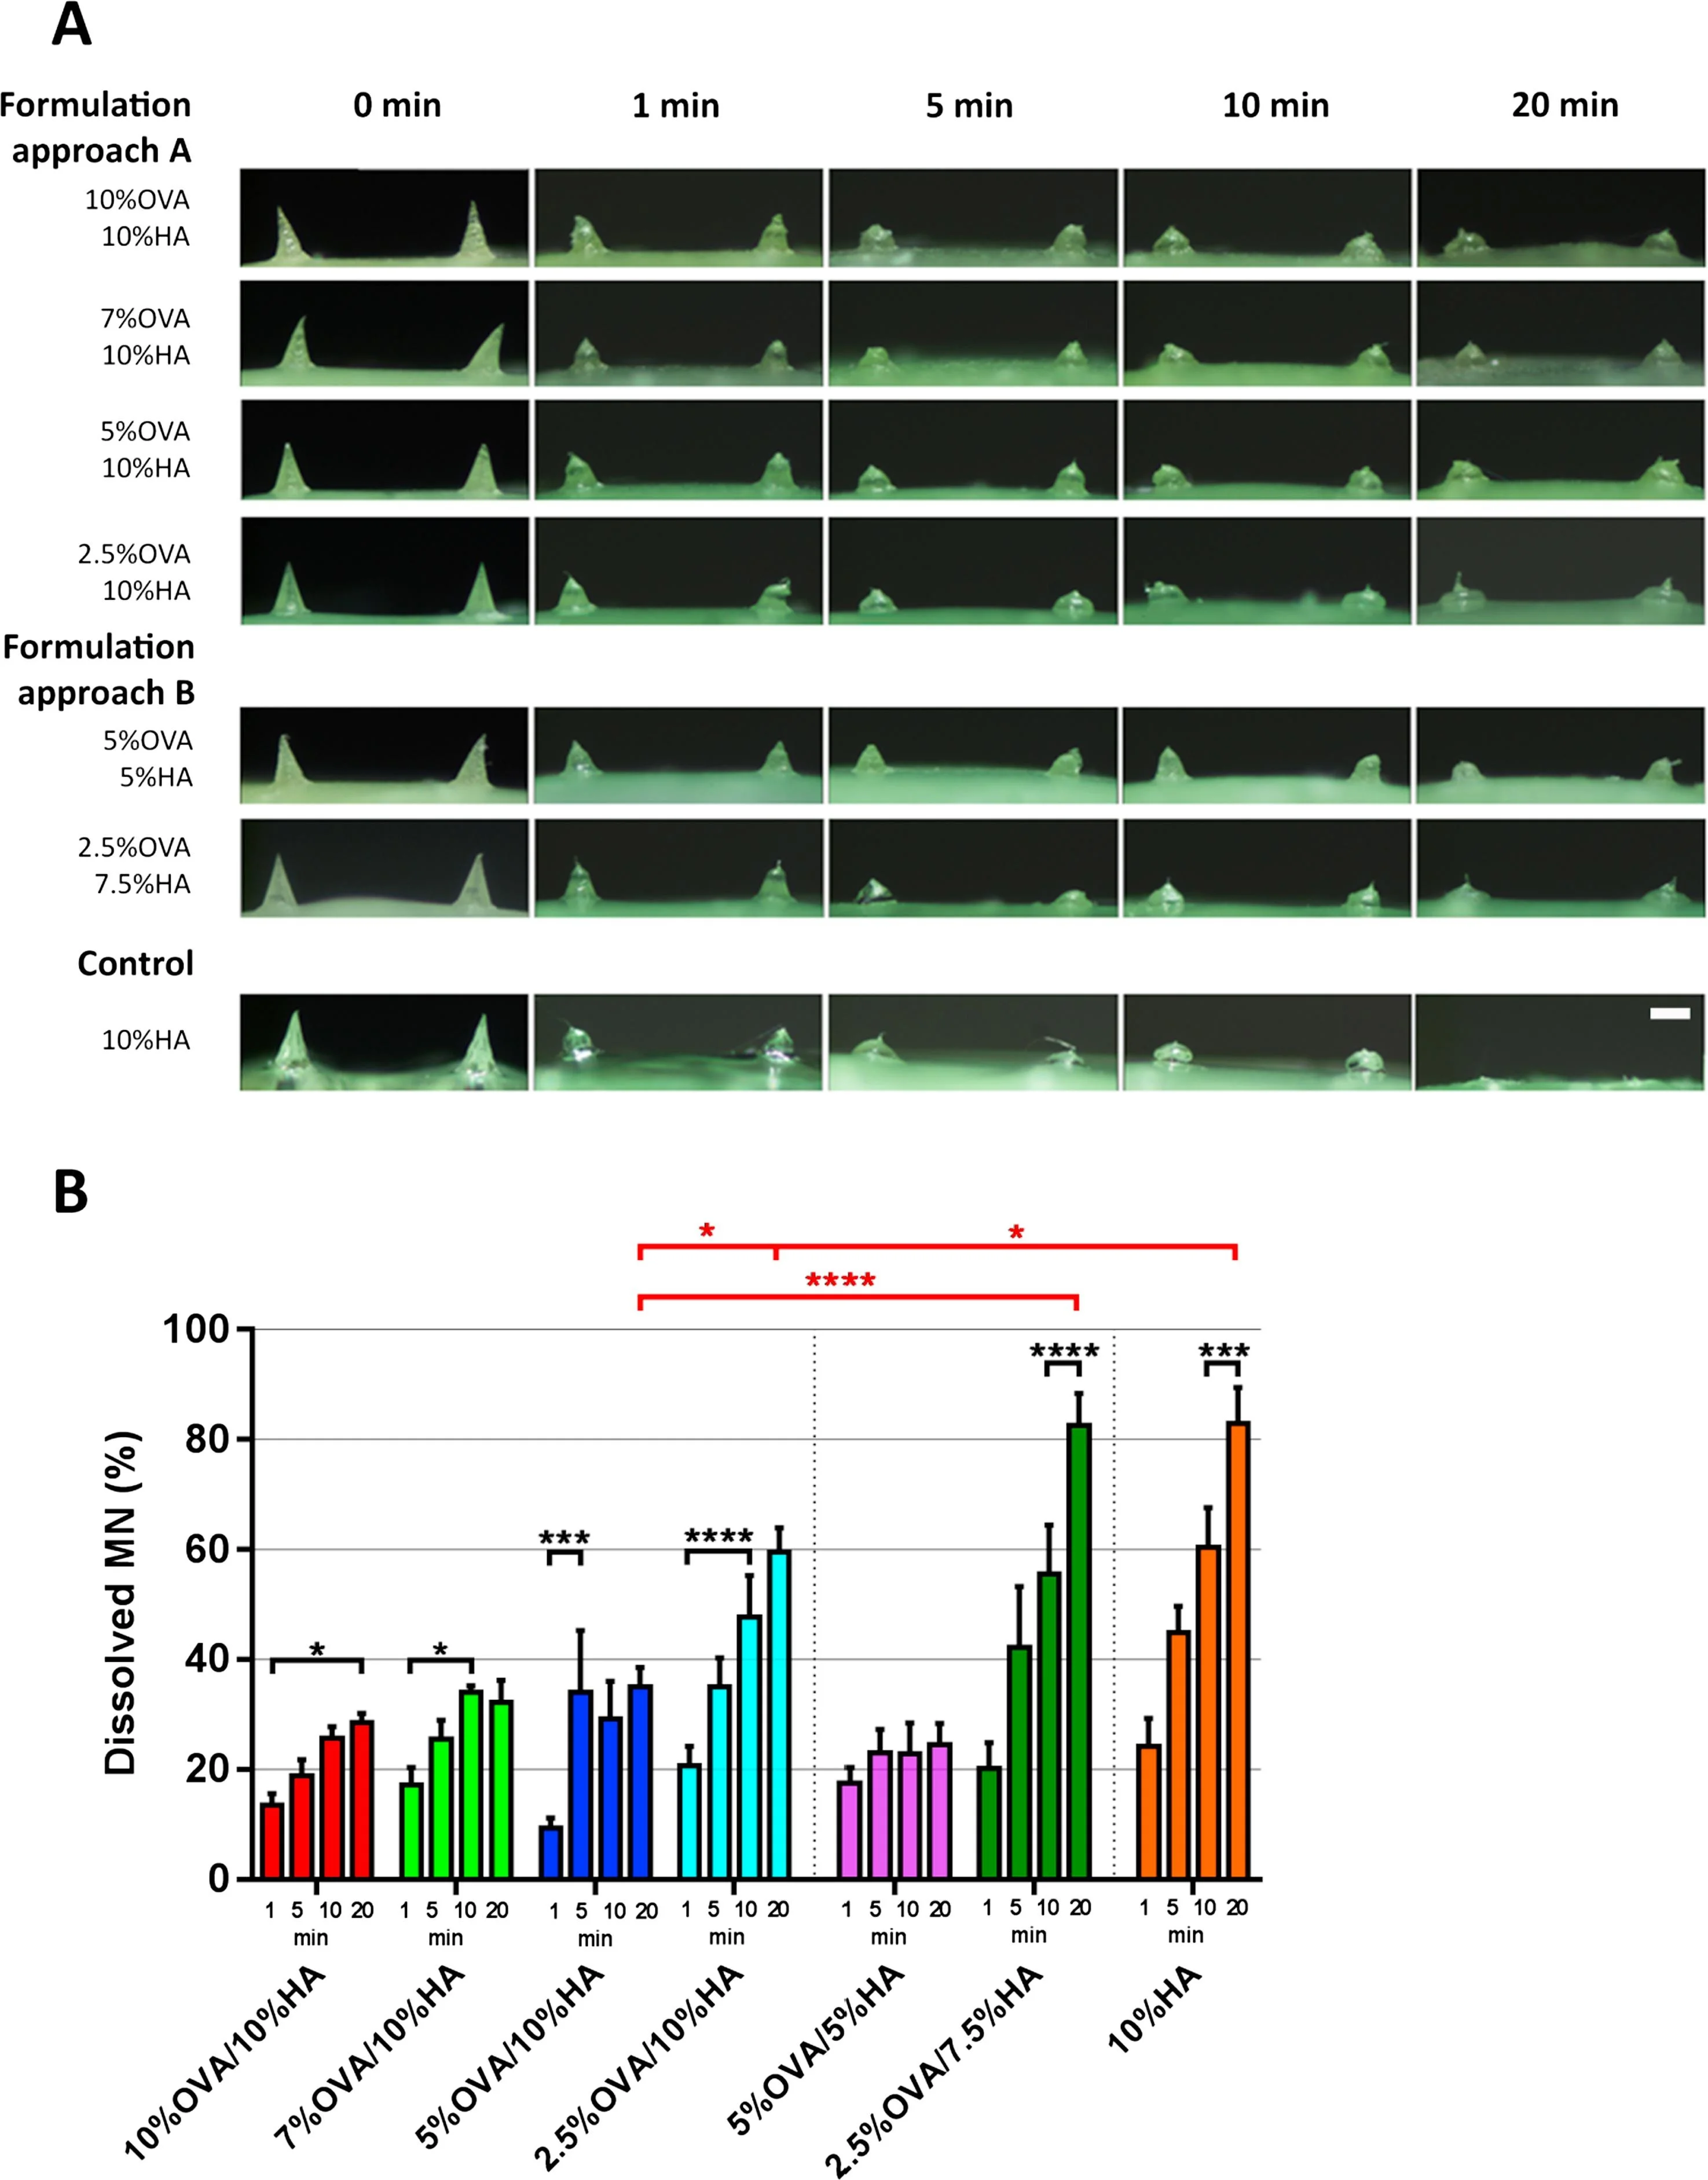 A
Formulation
approach A
0 min 1 min 5 min 10 min 20 min
10%OVA
10%HA
7%OVA
10%HA
5%OVA
10%HA
2.5%OVA
10%HA
Formulation
approach B
5%OVA
5%HA
2.5%OVA
7.5%HA
Control
10%HA
B
* *
****
**** ***
*** ****
* *
Dissolved MN (%)
100
80
60
40
20
0
1 5 10 20 1 5 10 20 1 5 10 20 1 5 10 20 1 5 10 20 1 5 10 20 1 5 10 20
min min min min min min min
10%OVA/10%HA
7%OVA/10%HA
5%OVA/10%HA
2.5%OVA/10%HA
5%OVA/5%HA
2.5%OVA/7.5%HA
10%HA